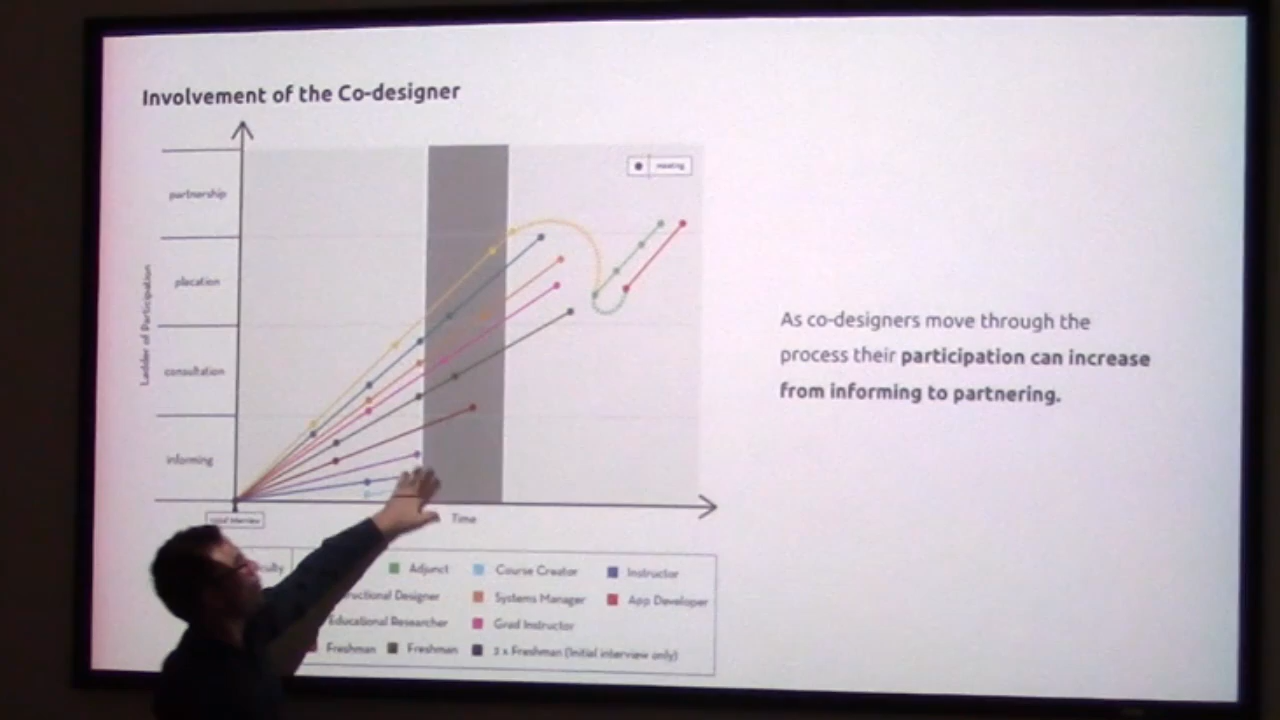 Involvement of the Co-designer
meeting
partnership
placation
Ladder of Participation
consultation
informing
Time
As co-designers move through the
process their participation can increase
from informing to partnering.
Adjunct Course Creator Instructor
Systems Manager App Developer
Educational Researcher Grad Instructor
Freshman Freshman 2 x Freshman (Initial interview only)